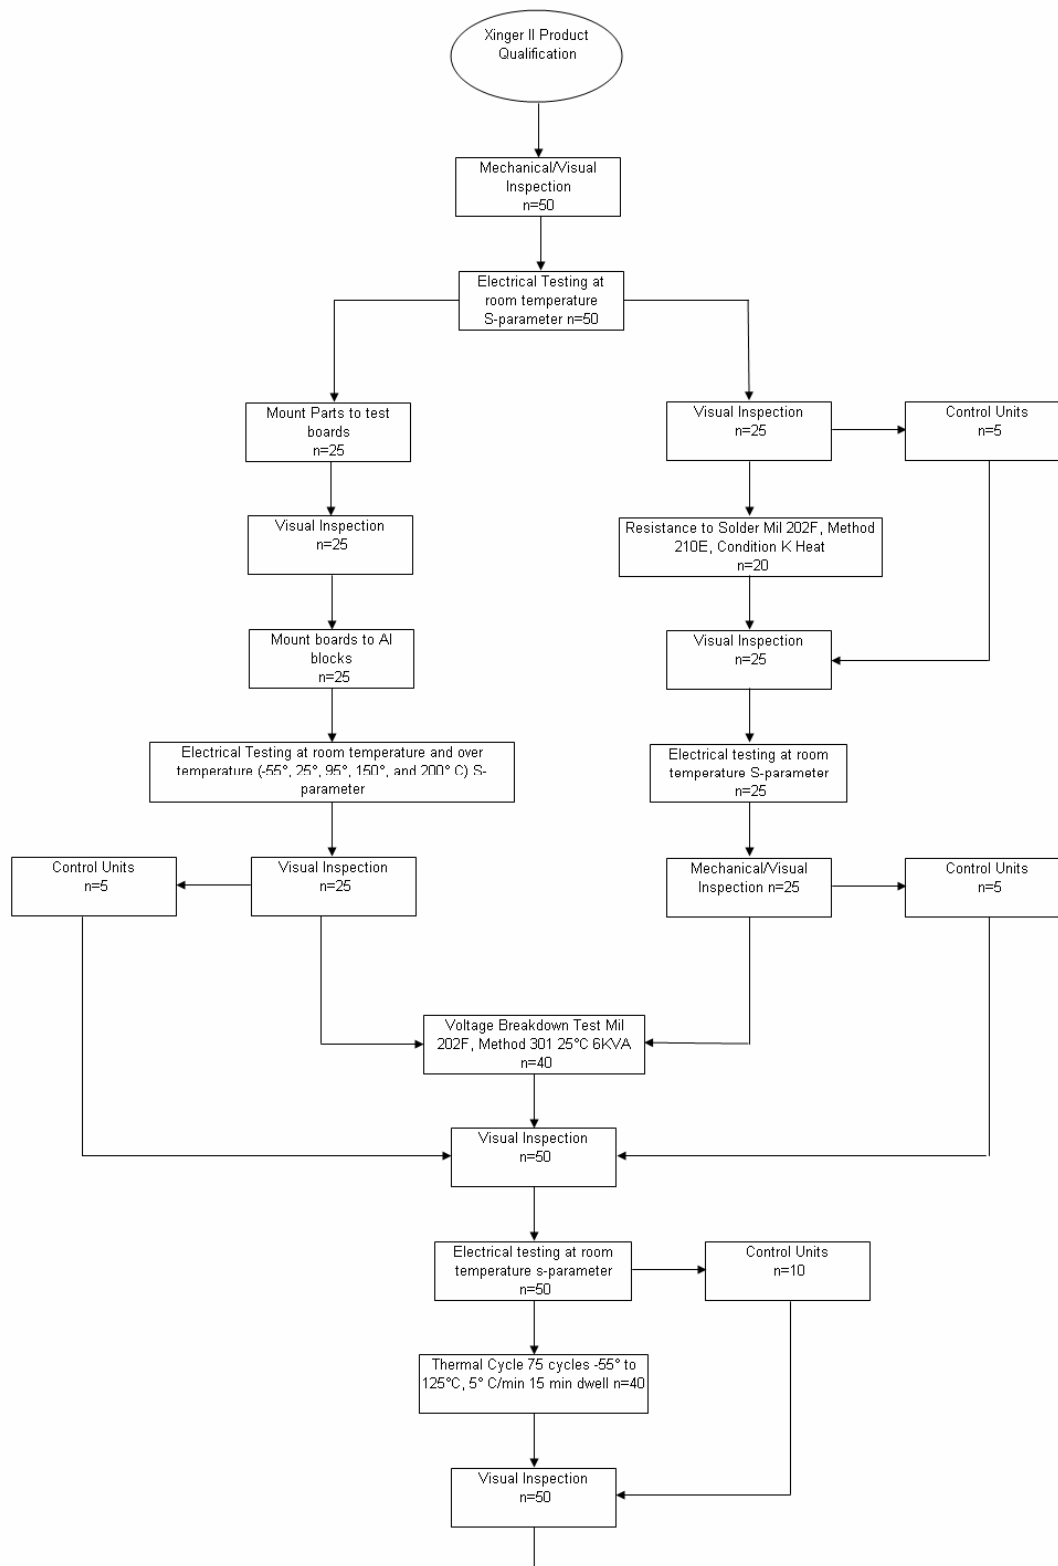 Xinger II Product
Qualification
Mechanical/Visual
Inspection
n=50
Electrical Testing at
room temperature
S-parameter n=50
Mount Parts to test
boards
n=25
Visual Inspection
n=25
Control Units
n=5
Visual Inspection
n=25
Resistance to Solder Mil 202F, Method
210E, Condition K Heat
n=20
Mount boards to Al
blocks
n=25
Visual Inspection
n=25
Electrical Testing at room temperature and over
temperature (-55°, 25°, 95°, 150°, and 200° C) S-
parameter
Electrical testing at room
temperature S-parameter
n=25
Control Units
n=5
Visual Inspection
n=25
Mechanical/Visual
Inspection n=25
Control Units
n=5
Voltage Breakdown Test Mil
202F, Method 301 25°C 6KVA
n=40
Visual Inspection
n=50
Electrical testing at room
temperature s-parameter
n=50
Control Units
n=10
Thermal Cycle 75 cycles -55° to
125°C, 5° C/min 15 min dwell n=40
Visual Inspection
n=50